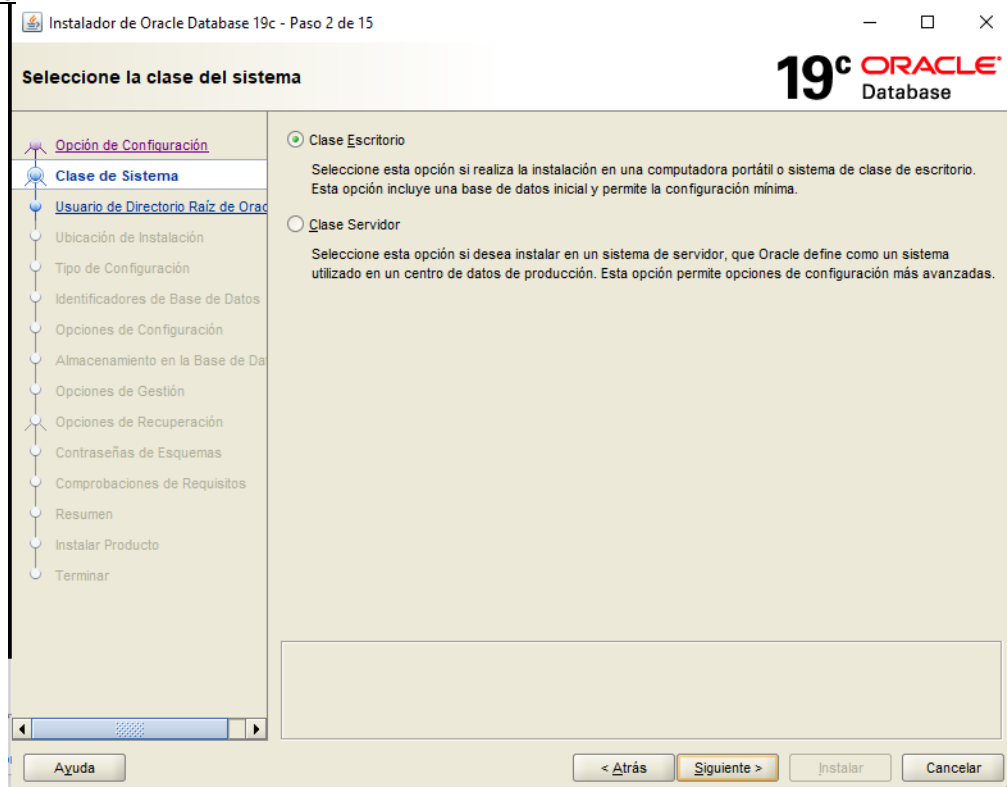 Instalador de Oracle Database 19c - Paso 2 de 15
Seleccione la clase del sistema
19c ORACLE
Database
Opción de Configuración
Clase de Sistema
Usuario de Directorio Raíz de Orac
Ubicación de Instalación
Tipo de Configuración
Identificadores de Base de Datos
Opciones de Configuración
Almacenamiento en la Base de Da
Opciones de Gestión
Opciones de Recuperación
Contraseñas de Esquemas
Comprobaciones de Requisitos
Resumen
Instalar Producto
Terminar
Clase Escritorio
Seleccione esta opción si realiza la instalación en una computadora portátil o sistema de clase de escritorio.
Esta opción incluye una base de datos inicial y permite la configuración mínima.
Clase Servidor
Seleccione esta opción si desea instalar en un sistema de servidor, que Oracle define como un sistema
utilizado en un centro de datos de producción. Esta opción permite opciones de configuración más avanzadas.
Ayuda
< Atrás
Siguiente >
Instalar
Cancelar